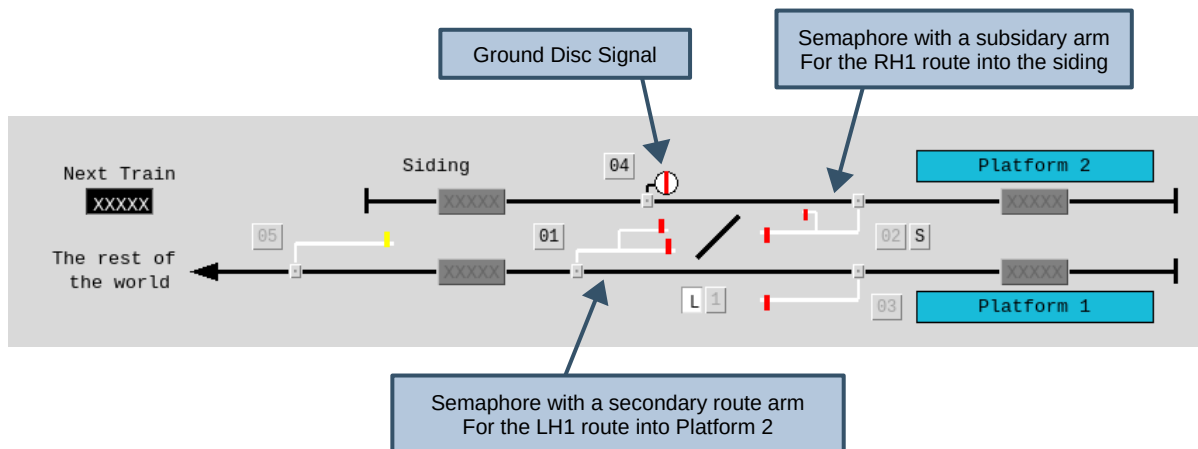 Ground Disc Signal
Semaphore with a subsidary arm
For the RH1 route into the siding
Next Train
XXXXX
Siding
04
Platform 2
XXXXX
XXXXX
05
01
02 S
The rest of
the world
XXXXX
XXXXX
L 1
03
Platform 1
Semaphore with a secondary route arm
For the LH1 route into Platform 2